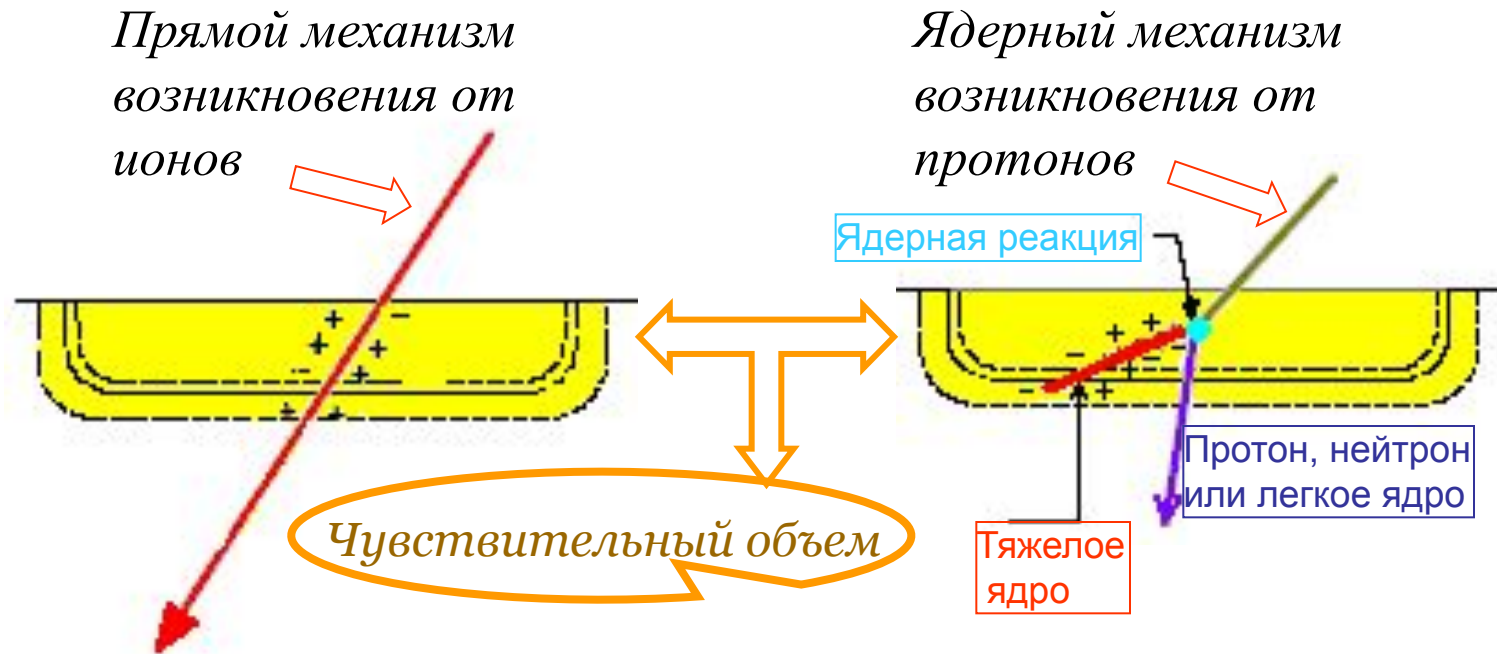 Прямой механизм
возникновения от
ионов
Ядерный механизм
возникновения от
протонов
Ядерная реакция
Протон, нейтрон
или легкое ядро
Чувствительный объем
Тяжелое
ядро